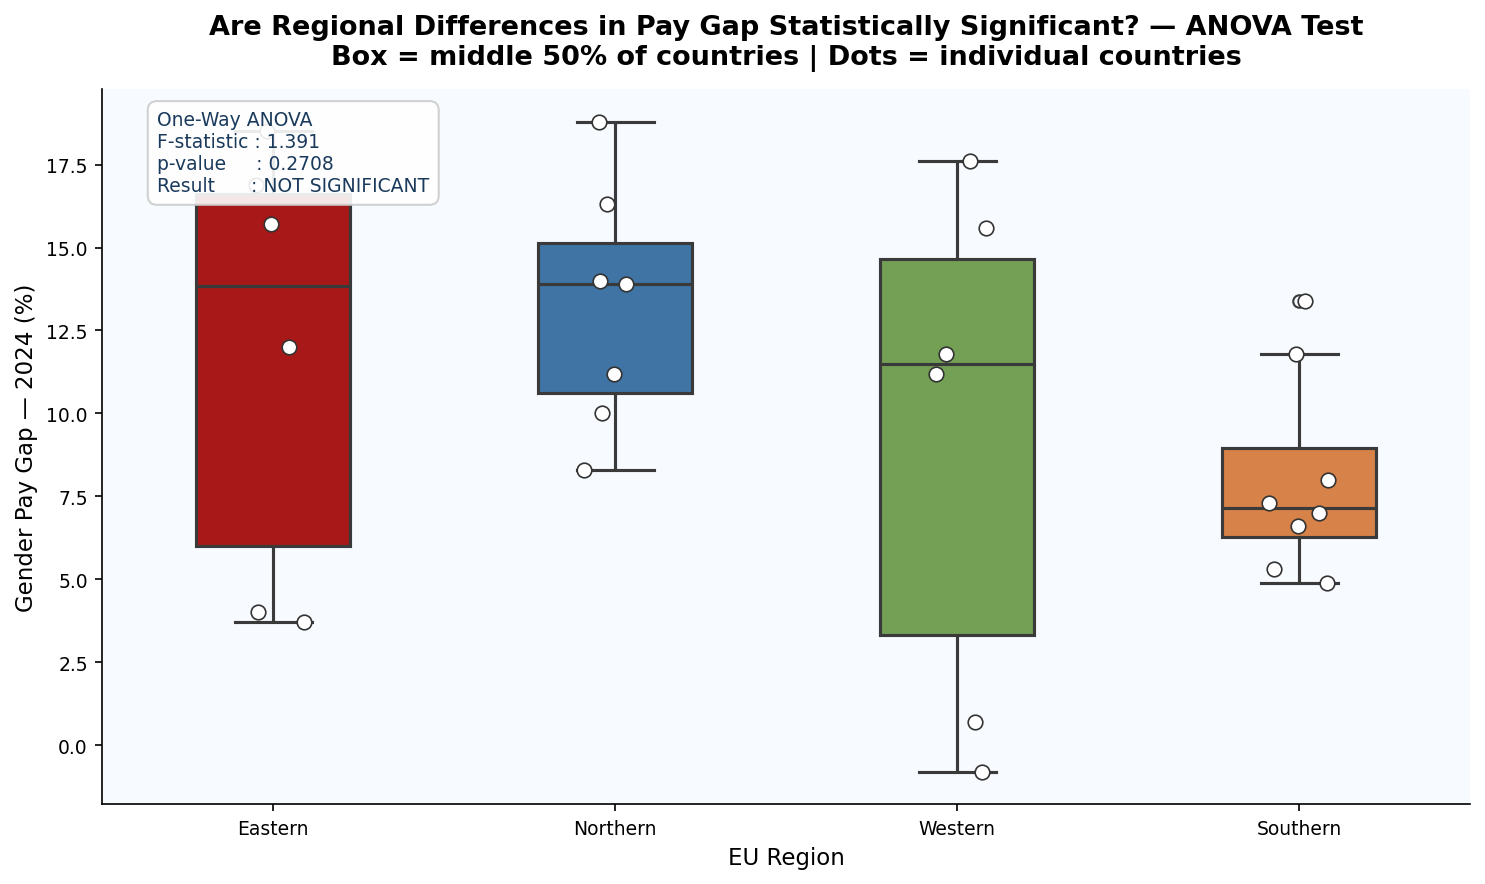 Are Regional Differences in Pay Gap Statistically Significant? — ANOVA Test
Box = middle 50% of countries | Dots = individual countries
One-Way ANOVA
F-statistic : 1.391
p-value : 0.2708
Result : NOT SIGNIFICANT
Gender Pay Gap — 2024 (%)
17.5
15.0
12.5
10.0
7.5
5.0
2.5
0.0
Eastern
Northern
Western
Southern
EU Region